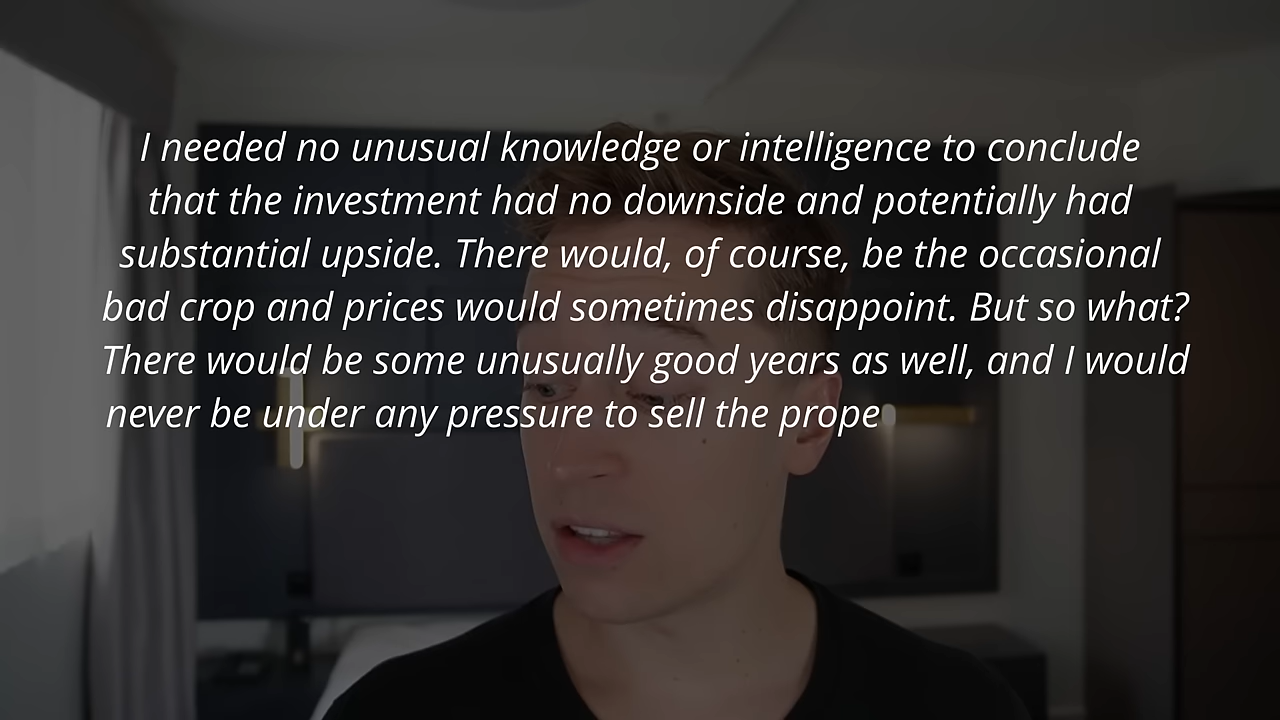 I needed no unusual knowledge or intelligence to conclude
that the investment had no downside and potentially had
substantial upside. There would, of course, be the occasional
bad crop and prices would sometimes disappoint. But so what?
There would be some unusually good years as well, and I would
never be under any pressure to sell the prope